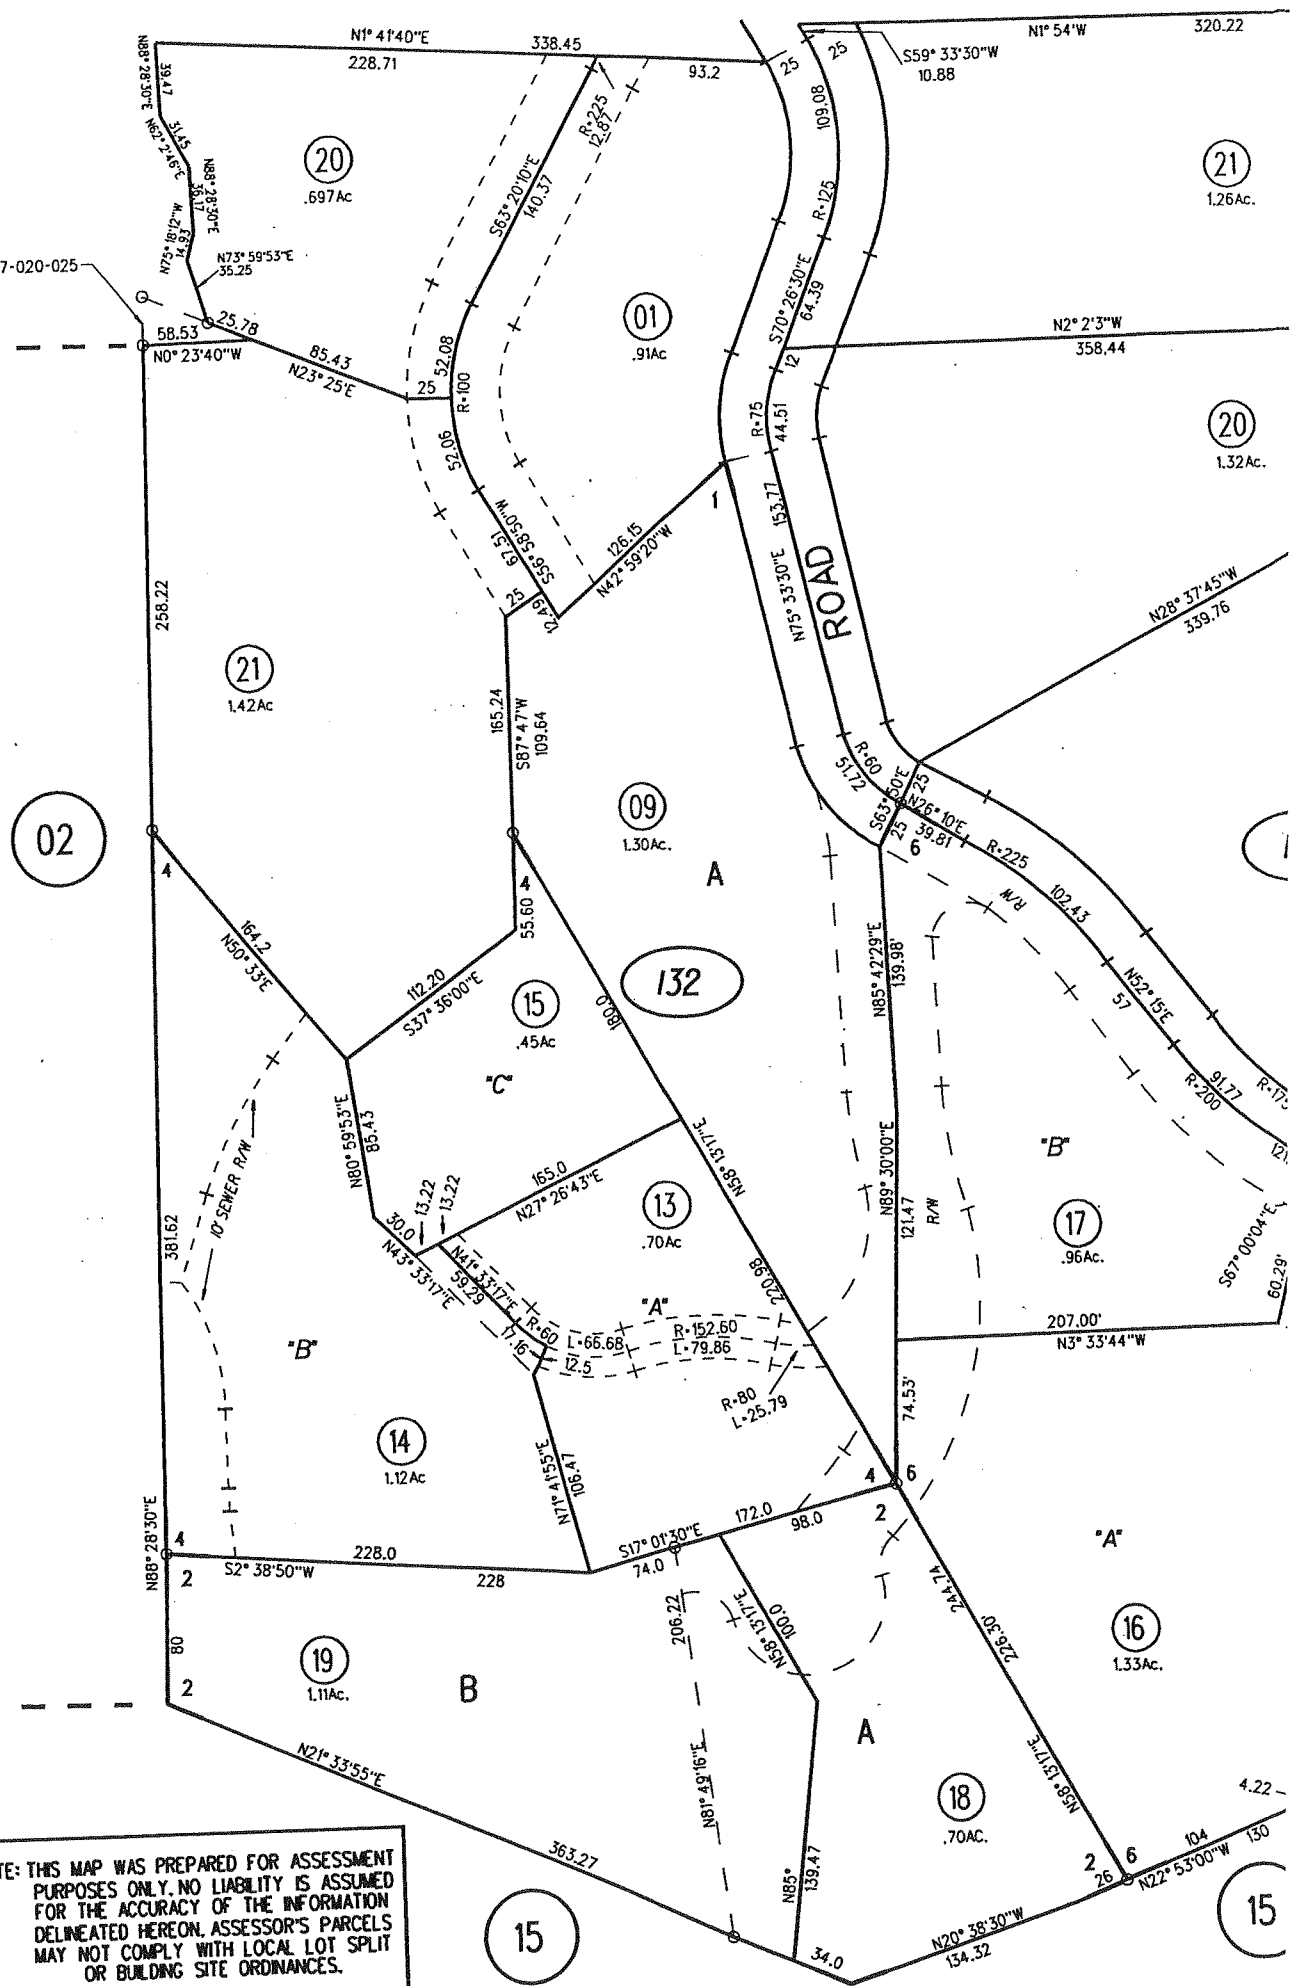 N1° 41'40"E
338.45
228.71
93.2
N1° 54'W
320.22
S59° 33'30"W
10.88
25
25
N88° 28'30"E
39.47
31.45
N62° 2'46"E
N88° 28'30"E
36.17
N75° 18'12"W
14.93
N73° 59'53"E
35.25
20
.697Ac
R=225
12.87
S63° 20'10"E
140.37
109.08
R=125
21
1.26Ac.
7-020-025
58.53
25.78
N0° 23'40"W
85.43
N23° 25'E
25
52.08
R=100
52.06
01
.91Ac
S70° 26'30"E
64.39
12
N2° 2'3"W
358.44
R=75
44.51
20
1.32Ac.
1
153.77
N75° 33'30"E
ROAD
126.15
N42° 59'20"W
S56° 58'50"W
67.51
25
12.49
258.22
21
1.42Ac
165.24
S87° 47'W
109.64
N28° 37'45"W
339.76
R=60
51.72
S63° 50'E
25
25
N26° 10'E
39.81
6
R=225
02
09
1.30Ac.
A
4
4
55.60
164.2
N50° 33'E
R/W
102.43
N85° 42'29"E
139.98'
132
112.20
S37° 36'00"E
15
.45Ac
180.0
"C"
N52° 15'E
57
91.77
R=200
R=175
121.
N80° 59'53"E
85.43
10' SEWER R/W
N58° 13'17"E
N89° 30'00"E
121.47
R/W
"B"
17
.96Ac.
S67° 00'04"E
60.29'
165.0
N27° 26'43"E
13
.70Ac
13.22
13.22
30.0
N43° 33'17"E
N41° 33'17"E
59.29
381.62
220.98
"A"
R=60
L=66.68
R=152.60
L=79.86
17.16
12.5
207.00'
N3° 33'44"W
"B"
R=80
L=25.79
74.53'
14
1.12Ac
N71° 41'55"E
106.47
4
6
2
172.0
98.0
S17° 01'30"E
74.0
"A"
N88° 28'30"E
4
2
228.0
S2° 38'50"W
228
206.22
N58° 13'17"E
100.0
244.74
226.30'
16
1.33Ac.
80
2
19
1.11Ac.
B
A
N21° 33'55"E
N81° 49'16"E
N58° 13'17"E
18
.70AC.
4.22
104
130
2
6
26
N22° 53'00"W
363.27
N85°
139.47
34.0
N20° 38'30"W
134.32
15
15
TE: THIS MAP WAS PREPARED FOR ASSESSMENT
PURPOSES ONLY. NO LIABILITY IS ASSUMED
FOR THE ACCURACY OF THE INFORMATION
DELINEATED HEREON. ASSESSOR'S PARCELS
MAY NOT COMPLY WITH LOCAL LOT SPLIT
OR BUILDING SITE ORDINANCES.